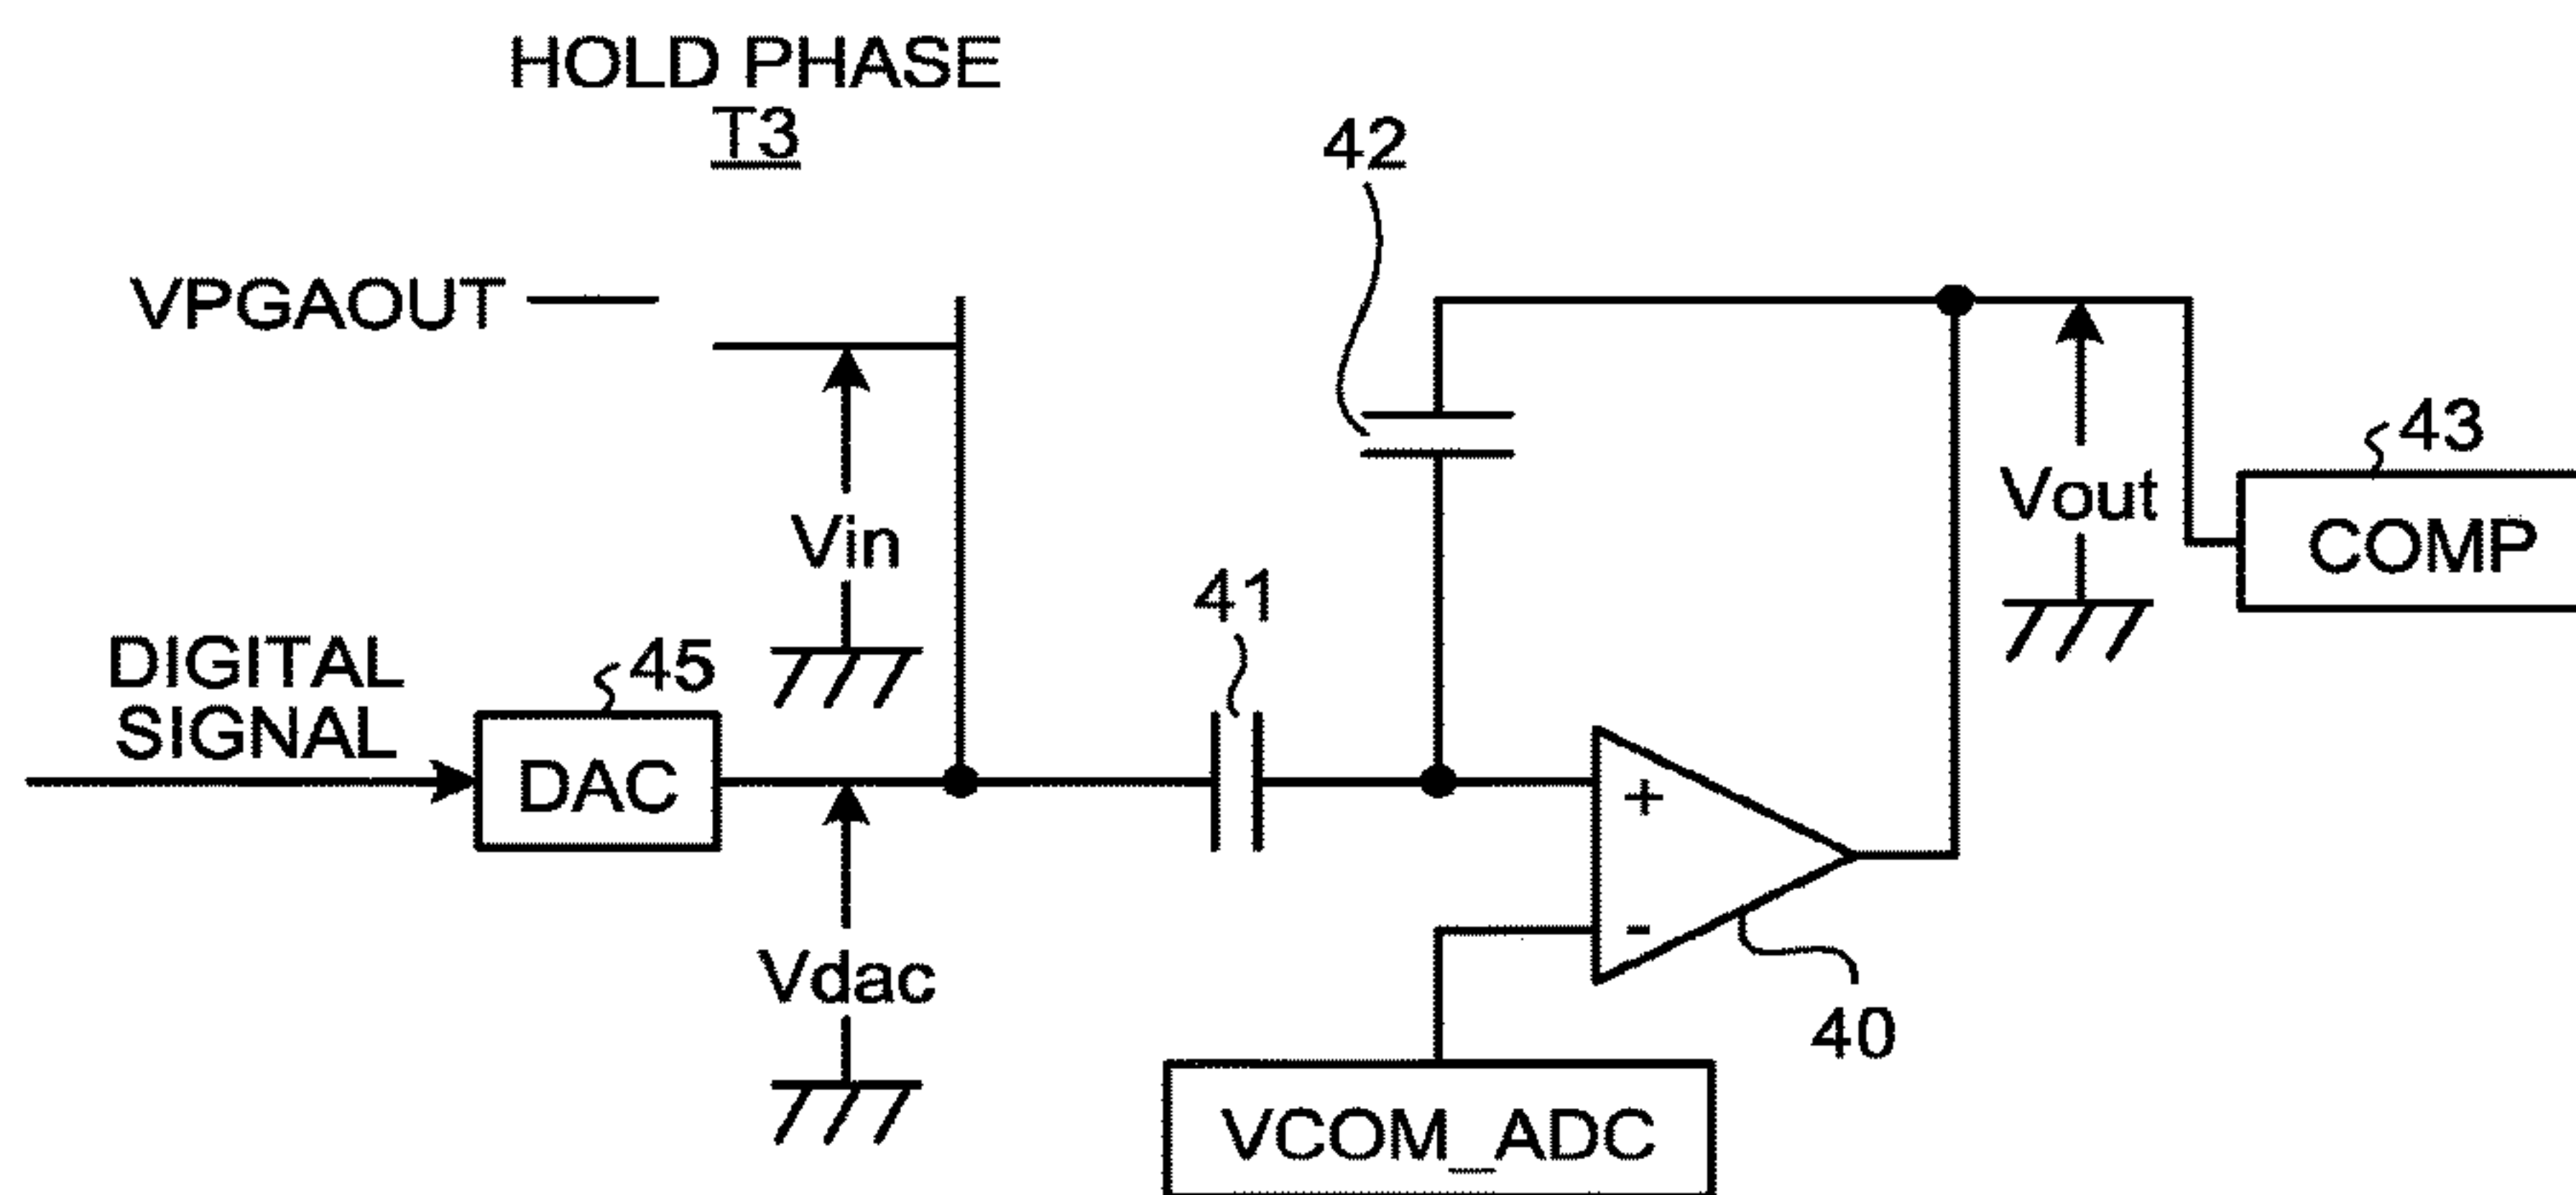 HOLD PHASE
T3
42
VPGAOUT
43
Vin
Vout
COMP
41
DIGITAL
SIGNAL
45
DAC
+
-
Vdac
40
VCOM_ADC